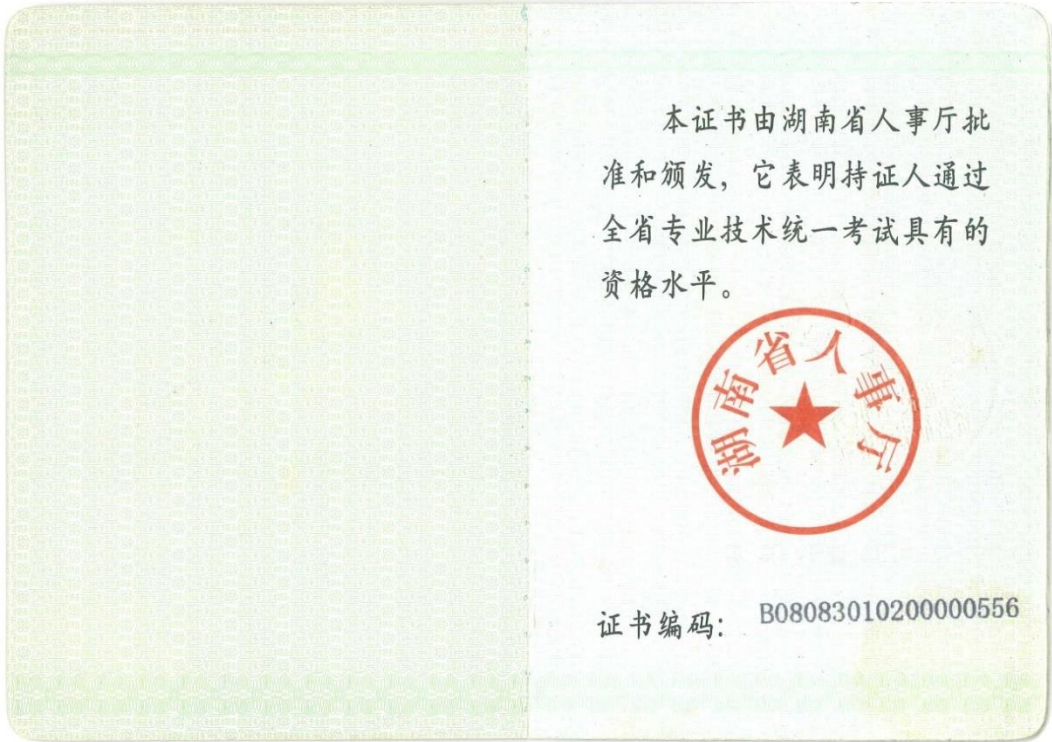 本证书由湖南省人事厅批
准和颁发，它表明持证人通过
全省专业技术统一考试具有的
资格水平。
湖南省人事厅
证书编码: B08083010200000556